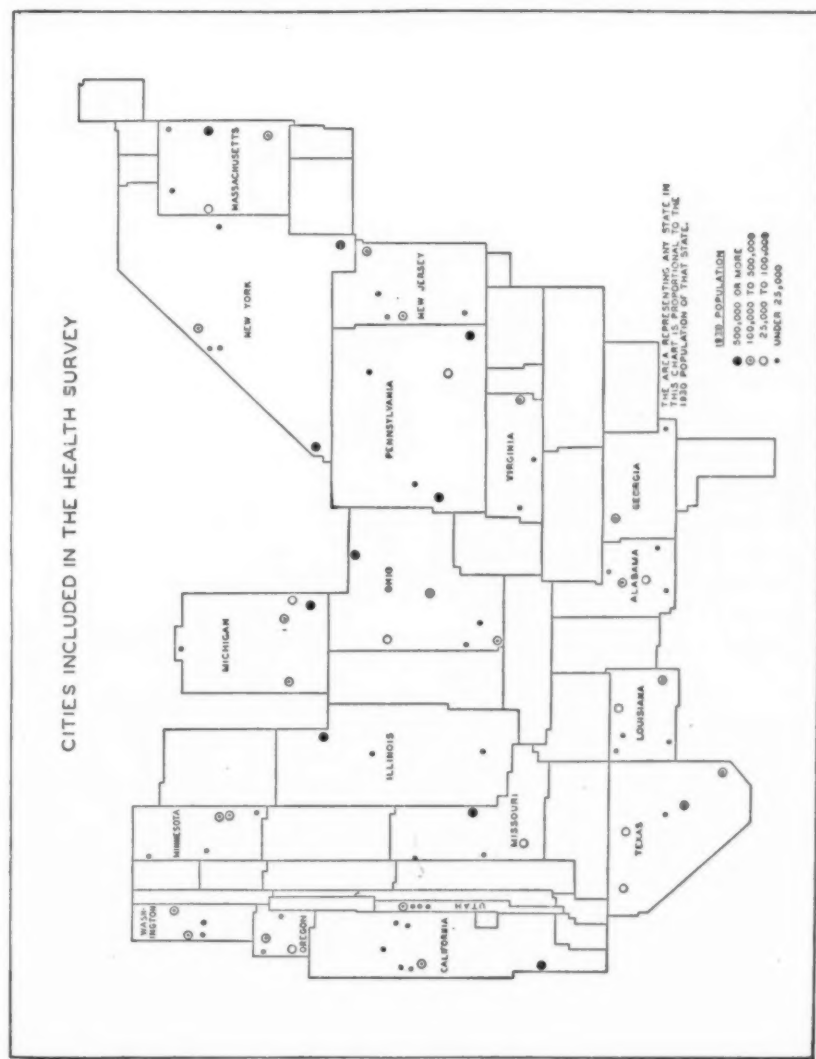 CITIES INCLUDED IN THE HEALTH SURVEY
WASH-
INGTON
OREGON
CALIFORNIA
UTAH
MINNESOTA
MISSOURI
TEXAS
ILLINOIS
LOUISIANA
MICHIGAN
OHIO
ALABAMA
GEORGIA
PENNSYLVANIA
VIRGINIA
NEW YORK
NEW JERSEY
MASSACHUSETTS
THE AREA REPRESENTING ANY STATE IN
THIS CHART IS PROPORTIONAL TO THE
1930 POPULATION OF THAT STATE.
1930 POPULATION
500,000 OR MORE
100,000 TO 500,000
25,000 TO 100,000
UNDER 25,000